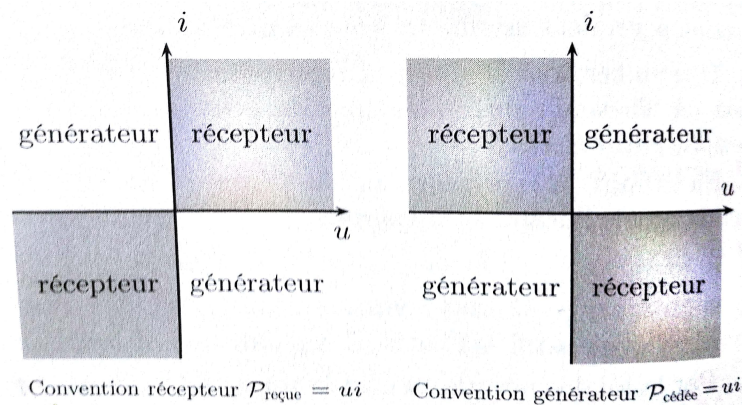 i
i
générateur récepteur
récepteur générateur
u
u
récepteur générateur
générateur récepteur
Convention récepteur 𝒫reçue = ui
Convention générateur 𝒫cédée = ui